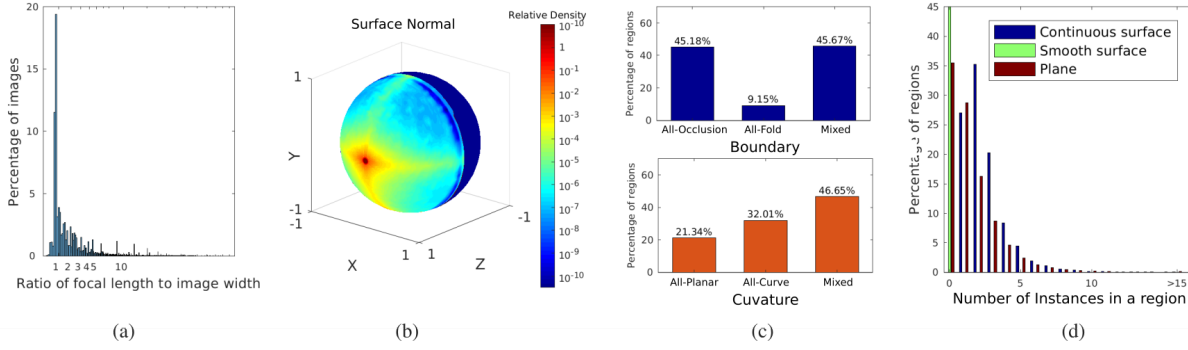 Percentage of images
20
15
10
5
0
1 2 3 4 5 10
Ratio of focal length to image width
(a)
Surface Normal
1
Y
-1
-1
X
1
1
Z
-1
Relative Density
10^-10
10^-1
10^-2
10^-3
10^-4
10^-5
10^-6
10^-7
10^-8
10^-9
10^-10
(b)
Percentage of regions
80
60
40
20
0
45.18%
9.15%
45.67%
All-Occlusion All-Fold Mixed
Boundary
Percentage of regions
60
40
20
0
21.34%
32.01%
46.65%
All-Planar All-Curve Mixed
Cuvature
(c)
Percentage of regions
45
40
35
30
25
20
15
10
5
0
Continuous surface
Smooth surface
Plane
0 5 10 >15
Number of Instances in a region
(d)